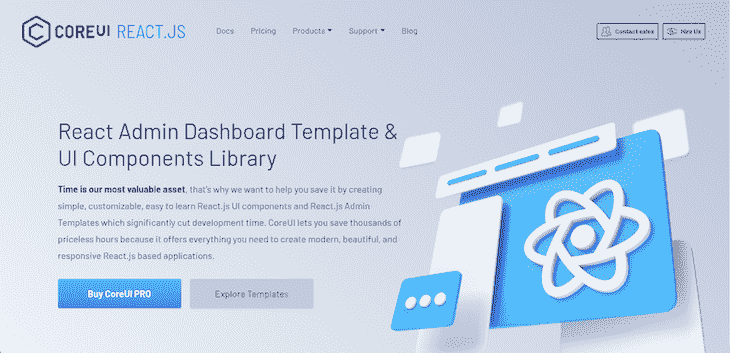 COREUI REACT.JS
Docs Pricing Products Support Blog
Contact sales Hire Us
React Admin Dashboard Template &
UI Components Library
Time is our most valuable asset, that's why we want to help you save it by creating
simple, customizable, easy to learn React.js UI components and React.js Admin
Templates which significantly cut development time. CoreUI lets you save thousands of
priceless hours because it offers everything you need to create modern, beautiful, and
responsive React.js based applications.
Buy CoreUI PRO Explore Templates